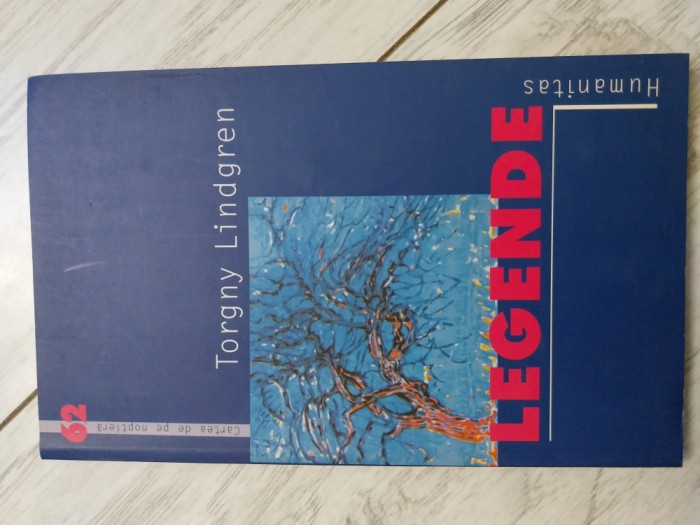 62
Cartea de pe noptieră
Torgny Lindgren
LEGENDE
Humanitas